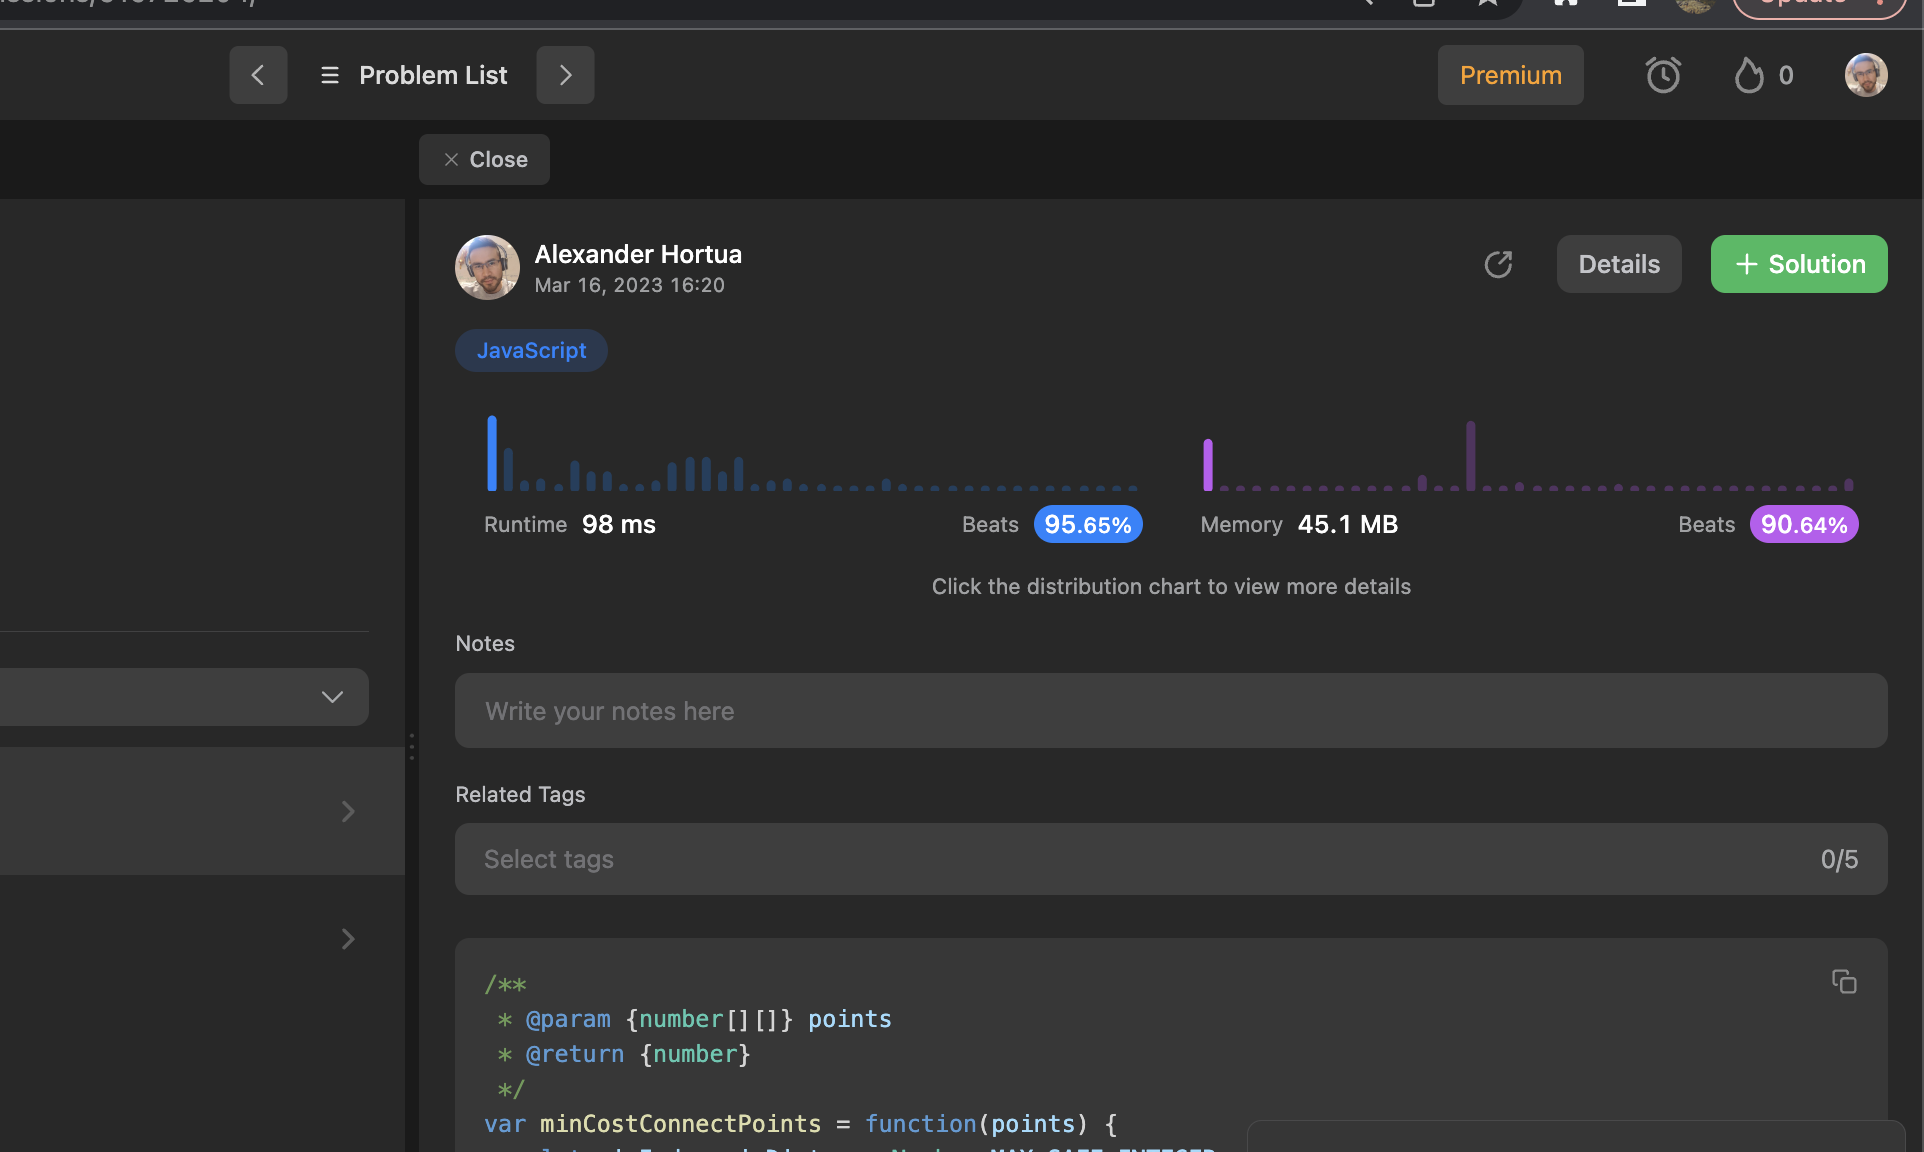 Problem List
Premium
0
Close
Alexander Hortua
Mar 16, 2023 16:20
Details
+ Solution
JavaScript
Runtime 98 ms
Beats 95.65%
Memory 45.1 MB
Beats 90.64%
Click the distribution chart to view more details
Notes
Write your notes here
Related Tags
Select tags
0/5
/**
* @param {number[][]} points
* @return {number}
*/
var minCostConnectPoints = function(points) {